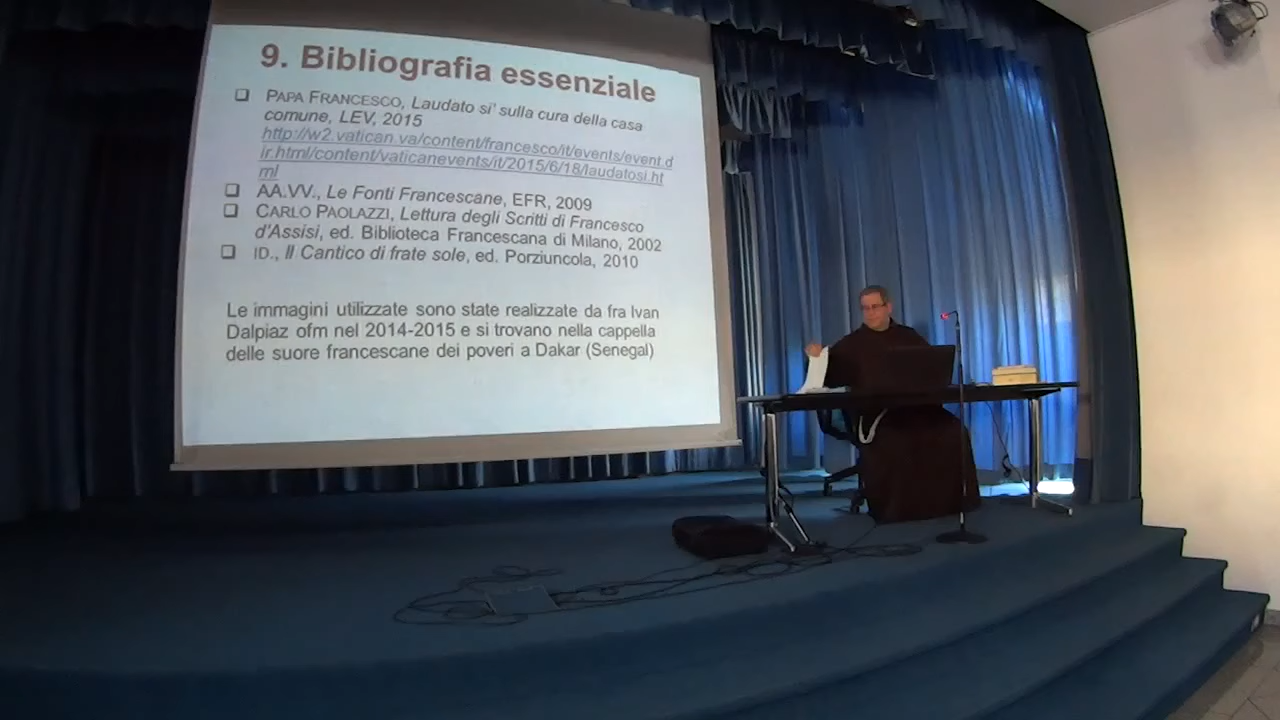 9. Bibliografia essenziale
PAPA FRANCESCO, Laudato si' sulla cura della casa
comune, LEV, 2015
http://w2.vatican.va/content/francesco/it/events/event.d
ir.html/content/vaticanevents/it/2015/6/18/laudatosi.ht
ml
AA.VV., Le Fonti Francescane, EFR, 2009
CARLO PAOLAZZI, Lettura degli Scritti di Francesco
d'Assisi, ed. Biblioteca Francescana di Milano, 2002
ID., Il Cantico di frate sole, ed. Porziuncola, 2010
Le immagini utilizzate sono state realizzate da fra Ivan
Dalpiaz ofm nel 2014-2015 e si trovano nella cappella
delle suore francescane dei poveri a Dakar (Senegal)